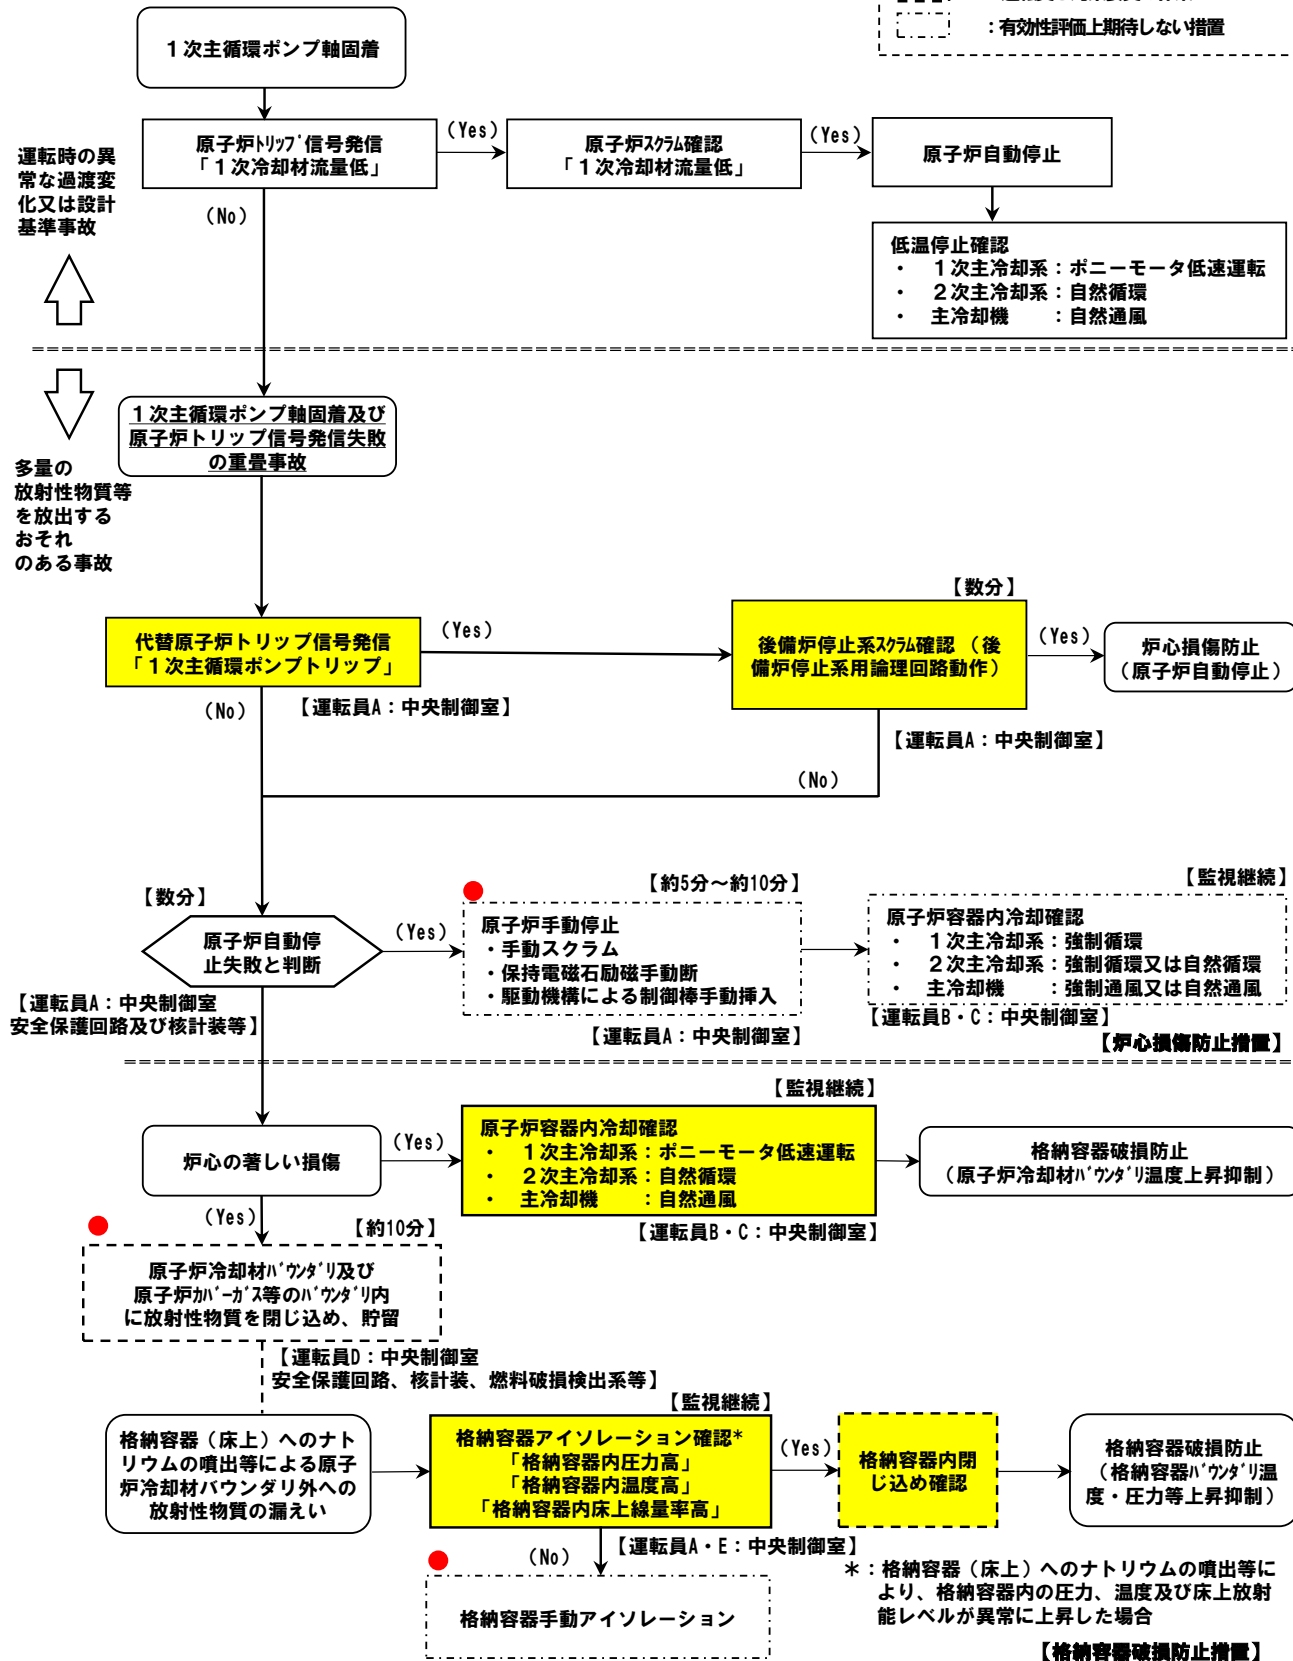 ：有効性評価上期待しない措置
１次主循環ポンプ軸固着
原子炉ﾄﾘｯﾌﾟ信号発信
「１次冷却材流量低」
（Yes）
原子炉ｽｸﾗﾑ確認
「１次冷却材流量低」
（Yes）
原子炉自動停止
運転時の異
常な過渡変
化又は設計
基準事故
（No）
低温停止確認
・　１次主冷却系：ポニーモータ低速運転
・　２次主冷却系：自然循環
・　主冷却機　　：自然通風
１次主循環ポンプ軸固着及び
原子炉トリップ信号発信失敗
の重畳事故
多量の
放射性物質等
を放出する
おそれ
のある事故
【数分】
代替原子炉トリップ信号発信
「１次主循環ポンプトリップ」
（Yes）
後備炉停止系ｽｸﾗﾑ確認（後
備炉停止系用論理回路動作）
（Yes）
炉心損傷防止
（原子炉自動停止）
（No）
【運転員A：中央制御室】
【運転員A：中央制御室】
（No）
【数分】
原子炉自動停
止失敗と判断
（Yes）
【運転員A：中央制御室
安全保護回路及び核計装等】
【約5分～約10分】
原子炉手動停止
・手動スクラム
・保持電磁石励磁手動断
・駆動機構による制御棒手動挿入
【運転員A：中央制御室】
【監視継続】
原子炉容器内冷却確認
・　１次主冷却系：強制循環
・　２次主冷却系：強制循環又は自然循環
・　主冷却機　　：強制通風又は自然通風
【運転員B・C：中央制御室】
【炉心損傷防止措置】
【監視継続】
炉心の著しい損傷
（Yes）
原子炉容器内冷却確認
・　１次主冷却系：ポニーモータ低速運転
・　２次主冷却系：自然循環
・　主冷却機　　：自然通風
【運転員B・C：中央制御室】
格納容器破損防止
（原子炉冷却材ﾊﾞｳﾝﾀﾞﾘ温度上昇抑制）
（Yes）
【約10分】
原子炉冷却材ﾊﾞｳﾝﾀﾞﾘ及び
原子炉ｶﾊﾞｰｶﾞｽ等のﾊﾞｳﾝﾀﾞﾘ内
に放射性物質を閉じ込め、貯留
【運転員D：中央制御室
安全保護回路、核計装、燃料破損検出系等】
【監視継続】
格納容器（床上）へのナト
リウムの噴出等による原子
炉冷却材バウンダリ外への
放射性物質の漏えい
格納容器アイソレーション確認*
「格納容器内圧力高」
「格納容器内温度高」
「格納容器内床上線量率高」
（Yes）
格納容器内閉
じ込め確認
格納容器破損防止
（格納容器ﾊﾞｳﾝﾀﾞﾘ温
度・圧力等上昇抑制）
（No）
【運転員A・E：中央制御室】
格納容器手動アイソレーション
＊：格納容器（床上）へのナトリウムの噴出等に
より、格納容器内の圧力、温度及び床上放射
能レベルが異常に上昇した場合
【格納容器破損防止措置】